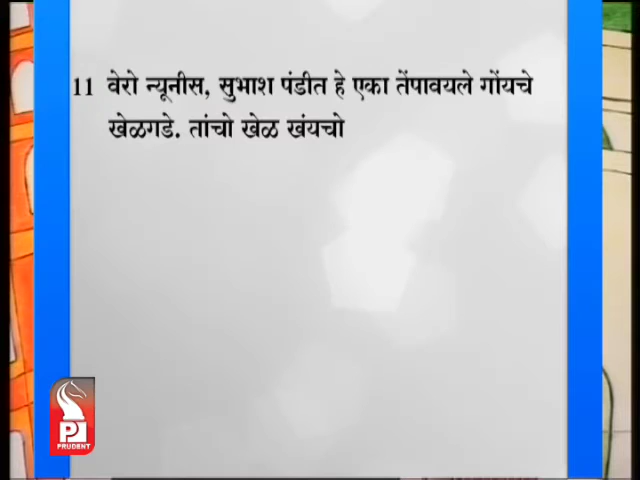 11 वेरो न्यूनीस, सुभाश पंडीत हे एका तेंपावयले गोंयचे
खेळगडे. तांचो खेळ खंयचो
PRUDENT